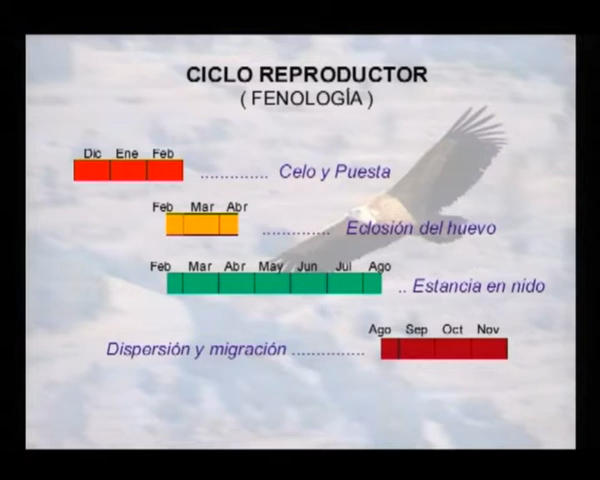 CICLO REPRODUCTOR
( FENOLOGÍA )
Dic Ene Feb
.............. Celo y Puesta
Feb Mar Abr
.............. Eclosión del huevo
Feb Mar Abr May Jun Jul Ago
.. Estancia en nido
Ago Sep Oct Nov
Dispersión y migración ...............